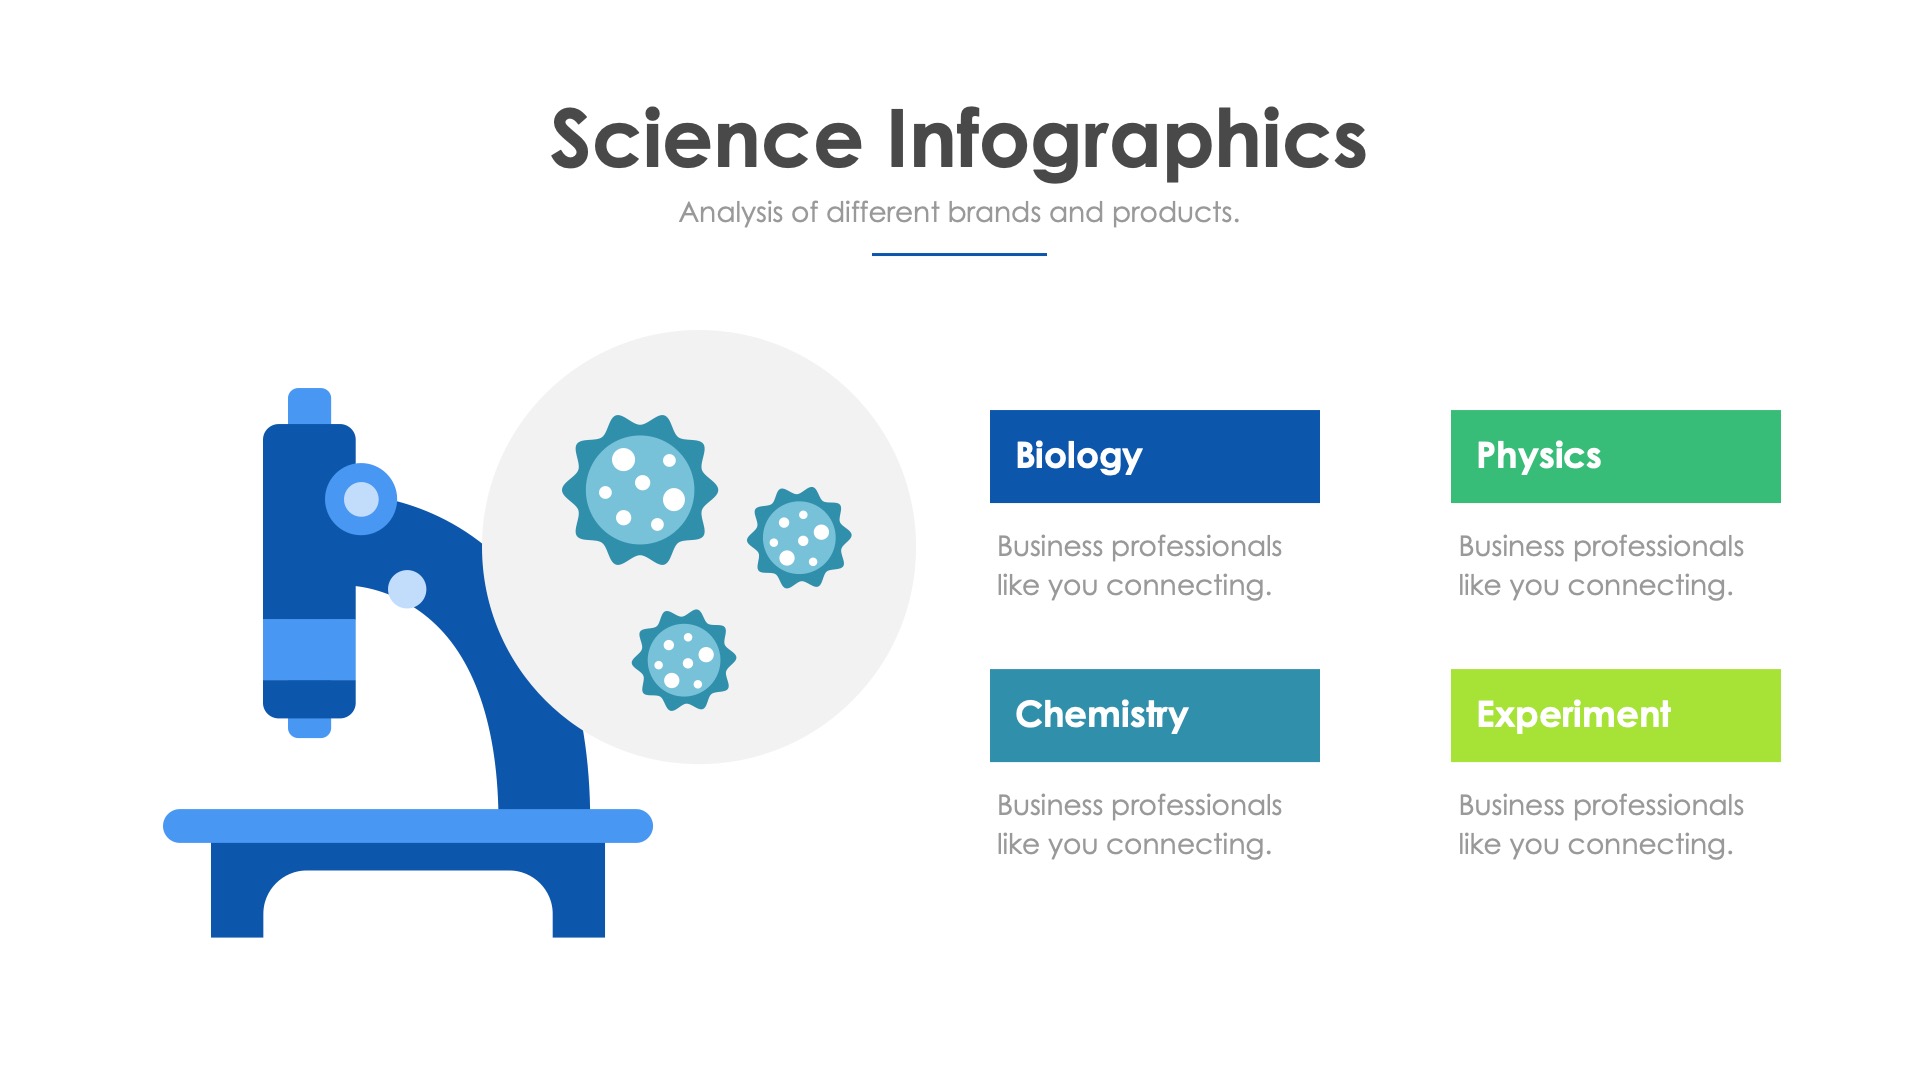 Science Infographics
Analysis of different brands and products.
Biology
Business professionals
like you connecting.
Physics
Business professionals
like you connecting.
Chemistry
Business professionals
like you connecting.
Experiment
Business professionals
like you connecting.